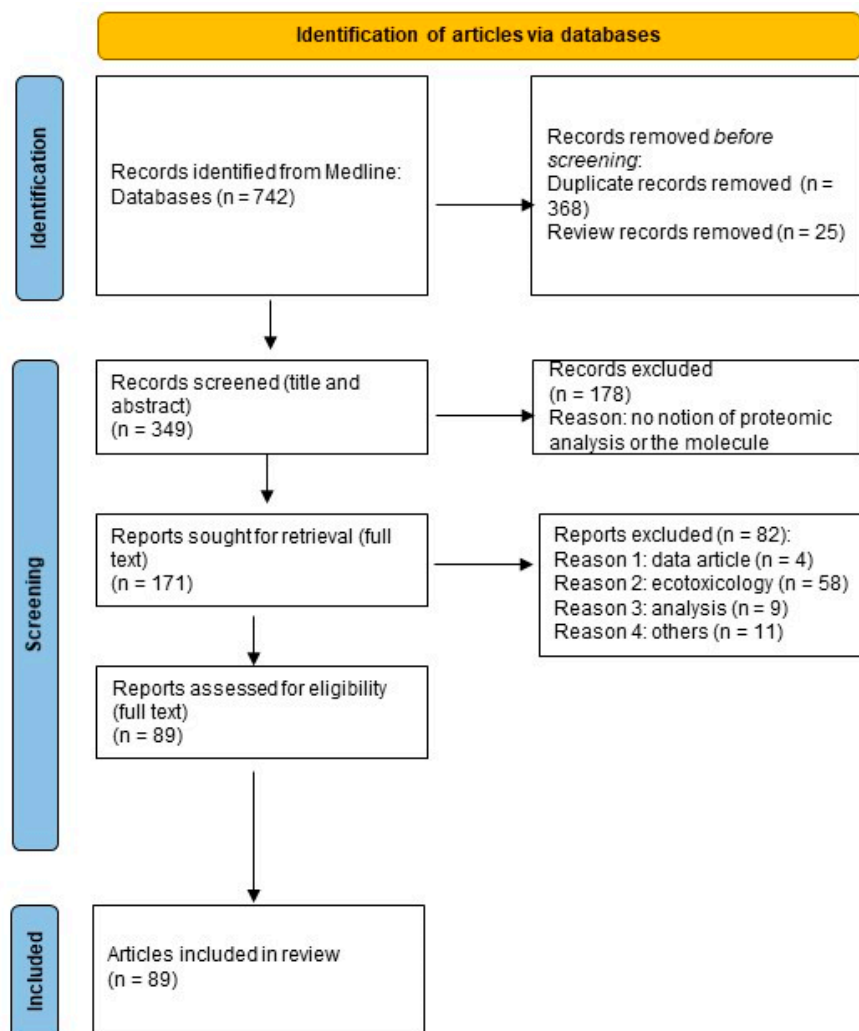 Identification of articles via databases
Identification
Records identified from Medline:
Databases (n = 742)
Records removed before
screening:
Duplicate records removed (n =
368)
Review records removed (n = 25)
Screening
Records screened (title and
abstract)
(n = 349)
Records excluded
(n = 178)
Reason: no notion of proteomic
analysis or the molecule
Reports sought for retrieval (full
text)
(n = 171)
Reports excluded (n = 82):
Reason 1: data article (n = 4)
Reason 2: ecotoxicology (n = 58)
Reason 3: analysis (n = 9)
Reason 4: others (n = 11)
Reports assessed for eligibility
(full text)
(n = 89)
Included
Articles included in review
(n = 89)